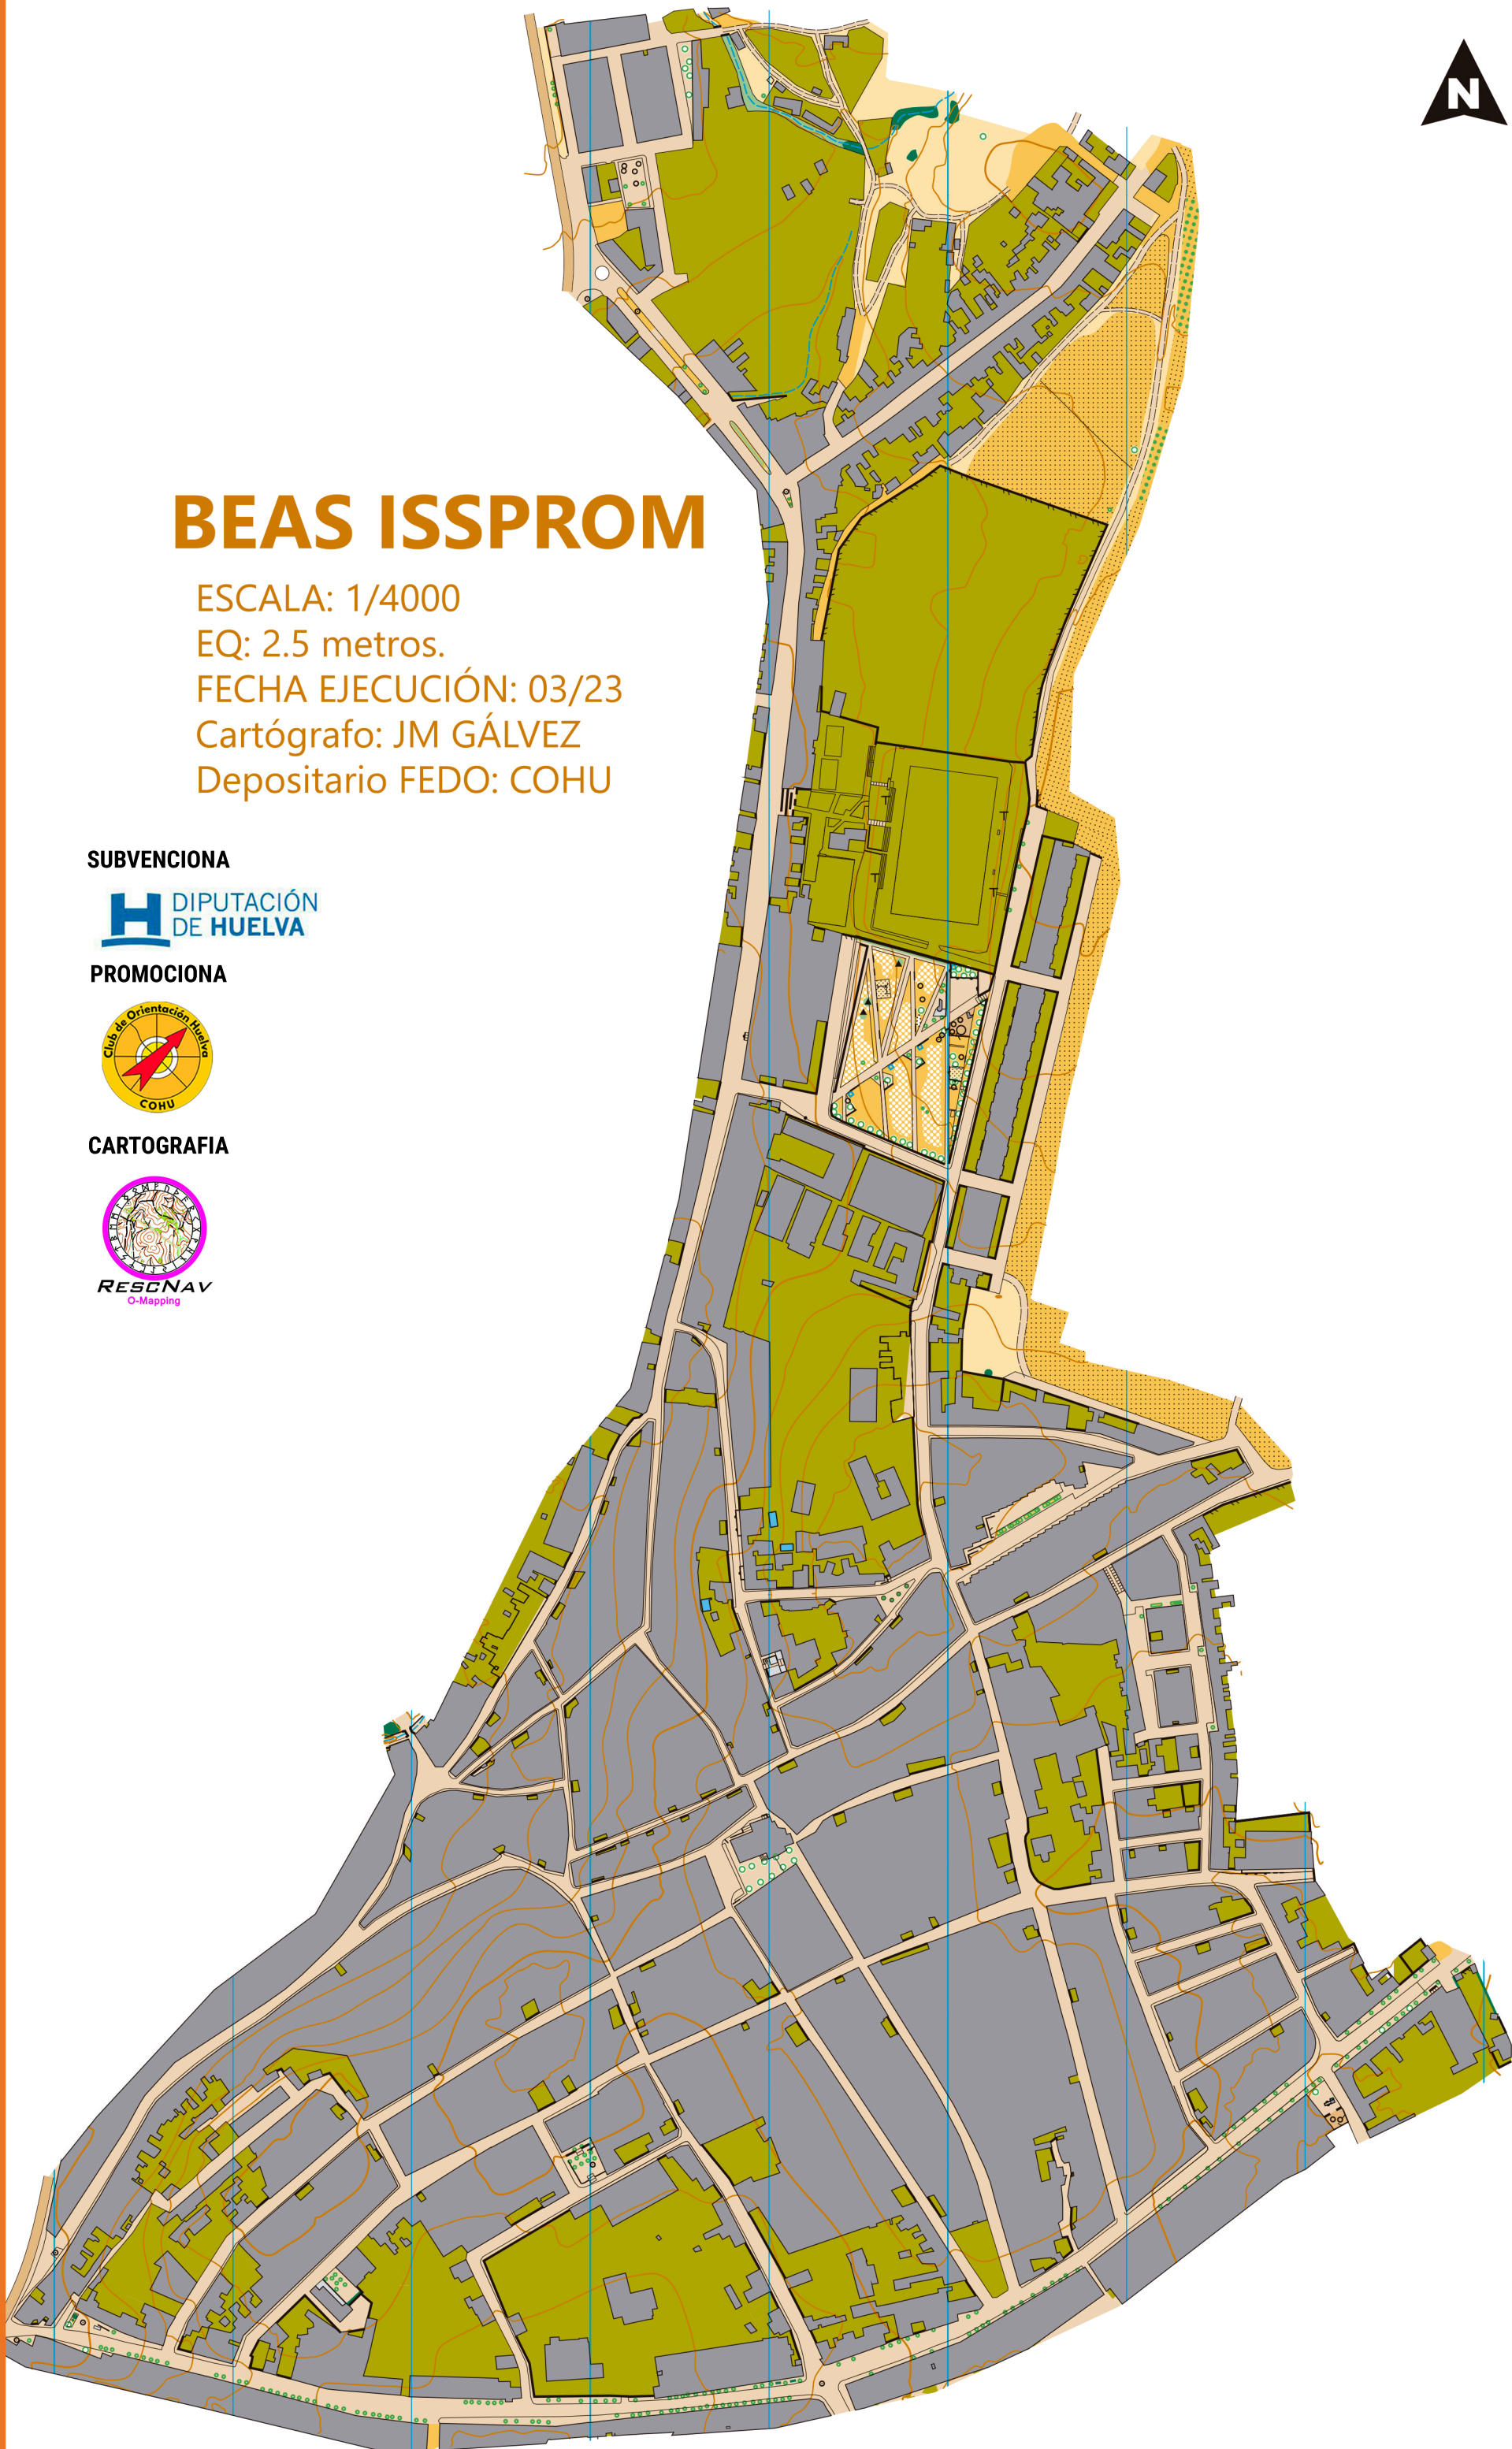 N
BEAS ISSPROM
ESCALA: 1/4000
EQ: 2.5 metros.
FECHA EJECUCIÓN: 03/23
Cartógrafo: JM GÁLVEZ
Depositario FEDO: COHU
SUBVENCIONA
H DIPUTACIÓN
DE HUELVA
PROMOCIONA
Club de Orientación Huelva
COHU
CARTOGRAFIA
RESCNAV
O-Mapping